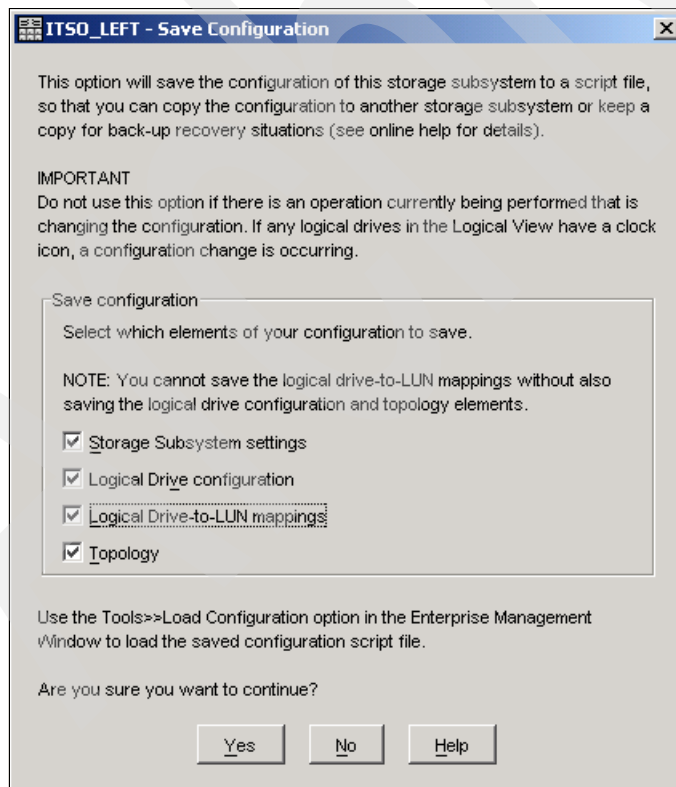 ITSO_LEFT - Save Configuration
This option will save the configuration of this storage subsystem to a script file,
so that you can copy the configuration to another storage subsystem or keep a
copy for back-up recovery situations (see online help for details).
IMPORTANT
Do not use this option if there is an operation currently being performed that is
changing the configuration. If any logical drives in the Logical View have a clock
icon, a configuration change is occurring.
Save configuration
Select which elements of your configuration to save.
NOTE: You cannot save the logical drive-to-LUN mappings without also
saving the logical drive configuration and topology elements.
Storage Subsystem settings
Logical Drive configuration
Logical Drive-to-LUN mappings
Topology
Use the Tools>>Load Configuration option in the Enterprise Management
Window to load the saved configuration script file.
Are you sure you want to continue?
Yes No Help